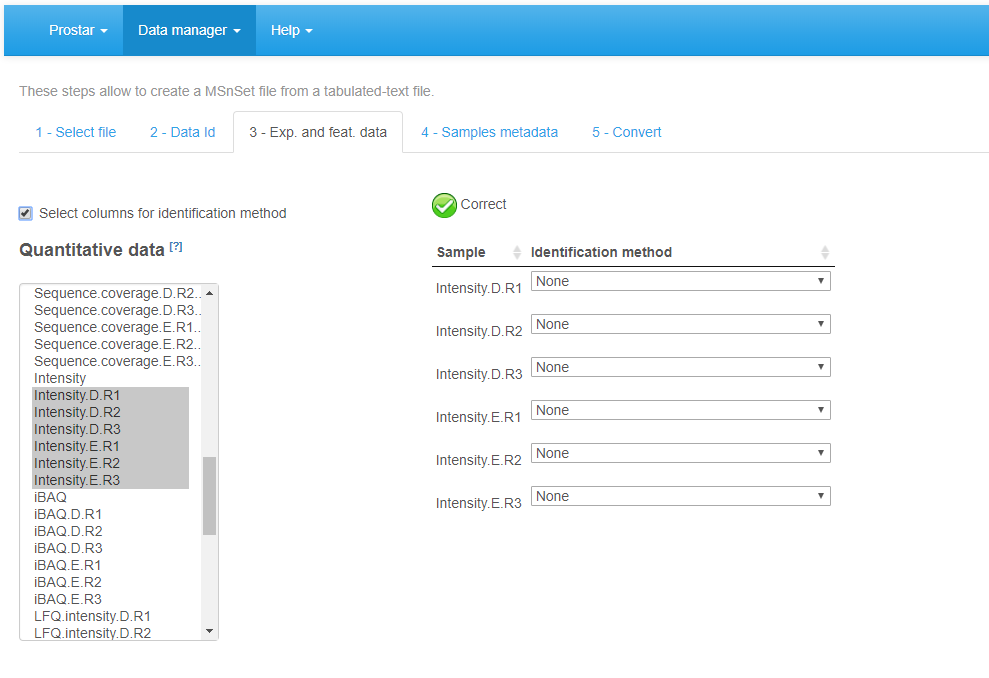 Prostar Data manager Help
These steps allow to create a MSnSet file from a tabulated-text file.
1 - Select file 2 - Data Id 3 - Exp. and feat. data 4 - Samples metadata 5 - Convert
Select columns for identification method
Quantitative data [?]
Sequence.coverage.D.R2..
Sequence.coverage.D.R3..
Sequence.coverage.E.R1..
Sequence.coverage.E.R2..
Sequence.coverage.E.R3..
Intensity
Intensity.D.R1
Intensity.D.R2
Intensity.D.R3
Intensity.E.R1
Intensity.E.R2
Intensity.E.R3
iBAQ
iBAQ.D.R1
iBAQ.D.R2
iBAQ.D.R3
iBAQ.E.R1
iBAQ.E.R2
iBAQ.E.R3
LFQ.intensity.D.R1
LFQ.intensity.D.R2
Correct
Sample Identification method
Intensity.D.R1 None
Intensity.D.R2 None
Intensity.D.R3 None
Intensity.E.R1 None
Intensity.E.R2 None
Intensity.E.R3 None